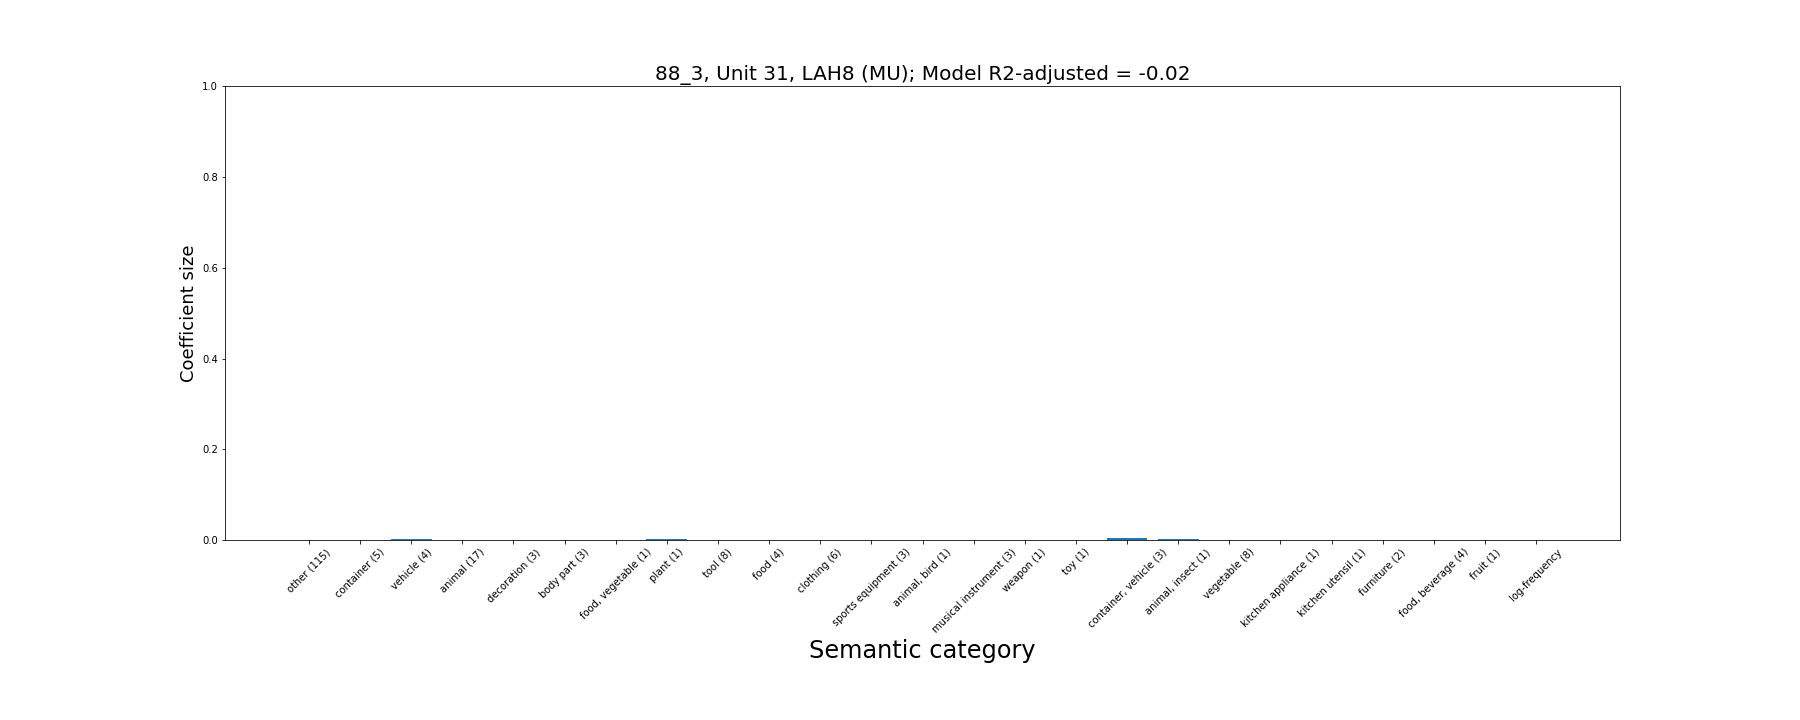 88_3, Unit 31, LAH8 (MU); Model R2-adjusted = -0.02
1.0
0.8
0.6
0.4
0.2
0.0
Coefficient size
other (115)
container (5)
vehicle (4)
animal (17)
decoration (3)
body part (3)
food, vegetable (1)
plant (1)
tool (8)
food (4)
clothing (6)
sports equipment (3)
animal, bird (1)
musical instrument (3)
weapon (1)
toy (1)
container, vehicle (3)
animal, insect (1)
vegetable (8)
kitchen appliance (1)
kitchen utensil (1)
furniture (2)
food, beverage (4)
fruit (1)
log-frequency
Semantic category